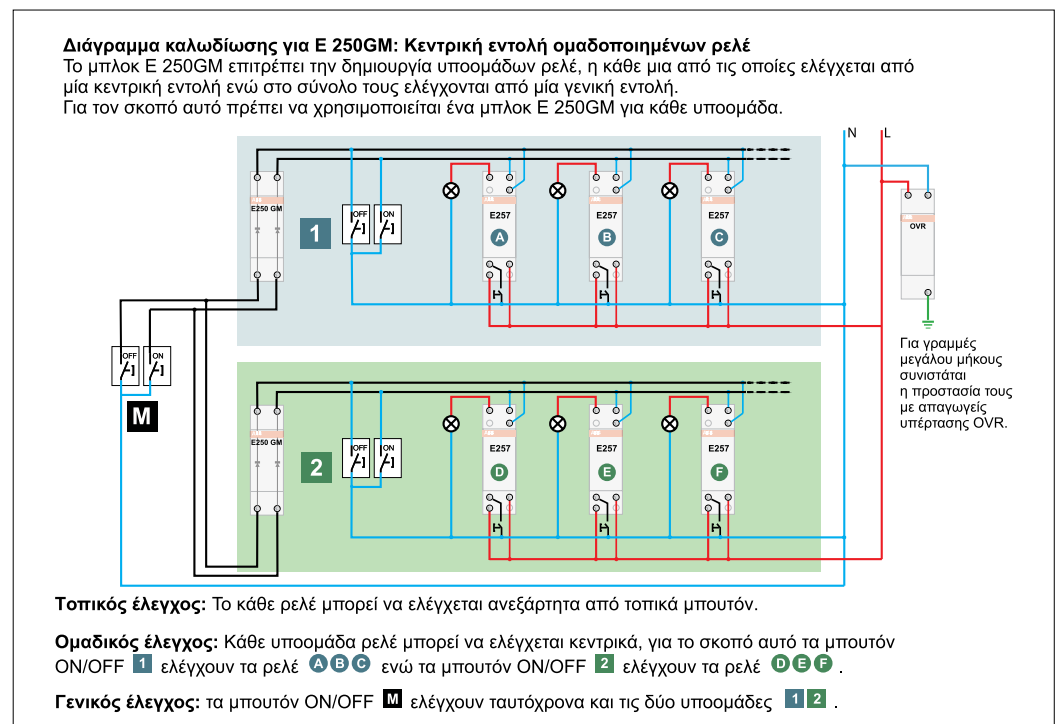 Διάγραμμα καλωδίωσης για E 250GM: Κεντρική εντολή ομαδοποιημένων ρελέ
Το μπλοκ E 250GM επιτρέπει την δημιουργία υποομάδων ρελέ, η κάθε μια από τις οποίες ελέγχεται από
μία κεντρική εντολή ενώ στο σύνολο τους ελέγχονται από μία γενική εντολή.
Για τον σκοπό αυτό πρέπει να χρησιμοποιείται ένα μπλοκ E 250GM για κάθε υποομάδα.
N L
E250 GM
1
OFF ON
E257 A
E257 B
E257 C
OVR
OFF ON
M
Για γραμμές
μεγάλου μήκους
συνιστάται
η προστασία τους
με απαγωγείς
υπέρτασης OVR.
E250 GM
2
OFF ON
E257 D
E257 E
E257 F
Τοπικός έλεγχος: Το κάθε ρελέ μπορεί να ελέγχεται ανεξάρτητα από τοπικά μπουτόν.
Ομαδικός έλεγχος: Κάθε υποομάδα ρελέ μπορεί να ελέγχεται κεντρικά, για το σκοπό αυτό τα μπουτόν
ON/OFF 1 ελέγχουν τα ρελέ A B C ενώ τα μπουτόν ON/OFF 2 ελέγχουν τα ρελέ D E F .
Γενικός έλεγχος: τα μπουτόν ON/OFF M ελέγχουν ταυτόχρονα και τις δύο υποομάδες 1 2 .